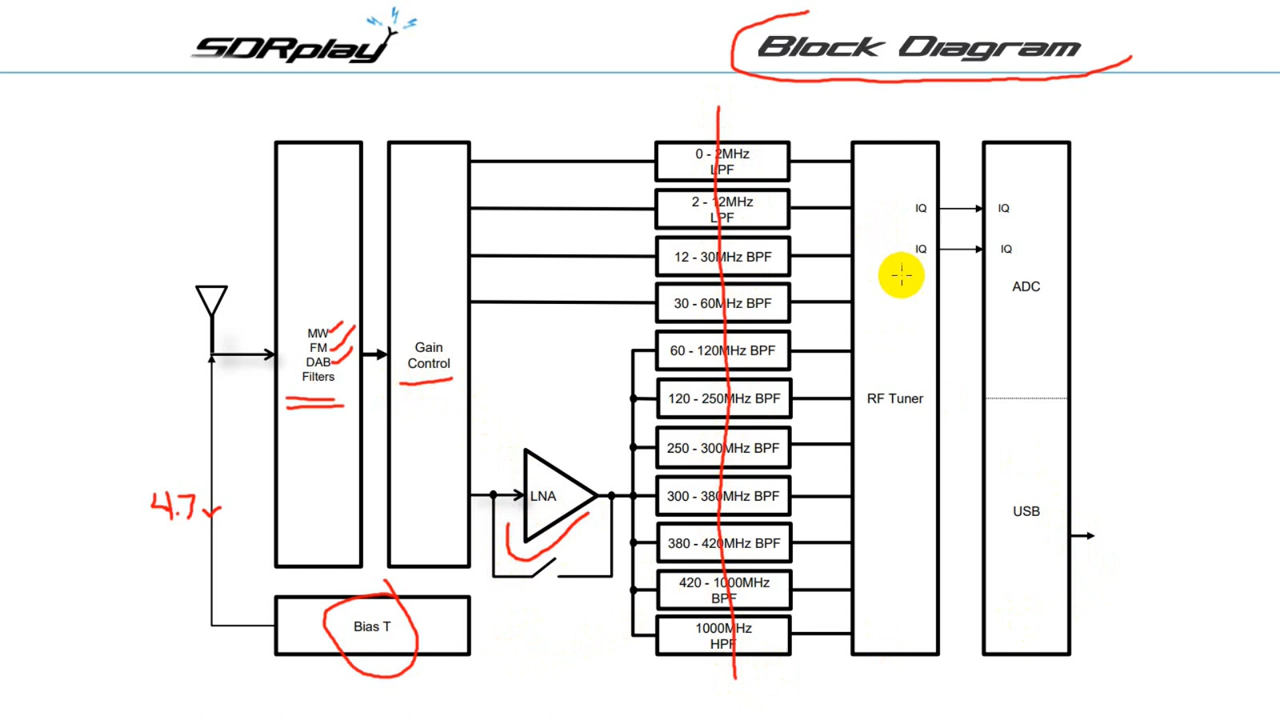 SDRplay
Block Diagram
MW
FM
DAB
Filters
Gain
Control
Bias T
4.7 v
LNA
0 - 2MHz
LPF
2 - 12MHz
LPF
12 - 30MHz BPF
30 - 60MHz BPF
60 - 120MHz BPF
120 - 250MHz BPF
250 - 300MHz BPF
300 - 380MHz BPF
380 - 420MHz BPF
420 - 1000MHz
BPF
1000MHz
HPF
IQ
IQ
RF Tuner
IQ
IQ
ADC
USB